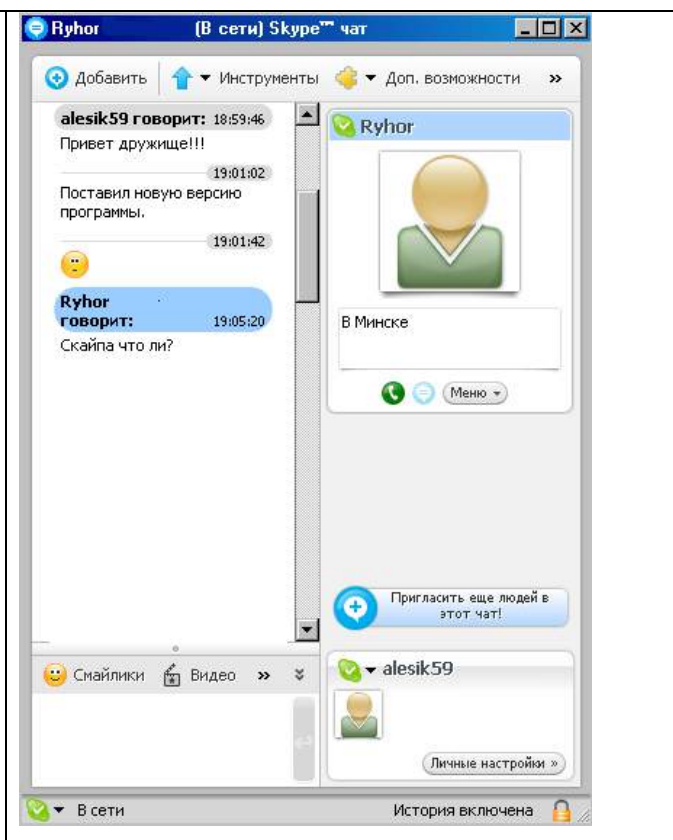 Ryhor (В сети) Skype™ чат
Добавить Инструменты Доп. возможности »
alesik59 говорит: 18:59:46
Привет дружище!!!
19:01:02
Поставил новую версию
программы.
19:01:42
Ryhor
говорит: 19:05:20
Скайпа что ли?
Ryhor
В Минске
Меню
Пригласить еще людей в
этот чат!
Смайлики Видео »
alesik59
Личные настройки »
В сети История включена